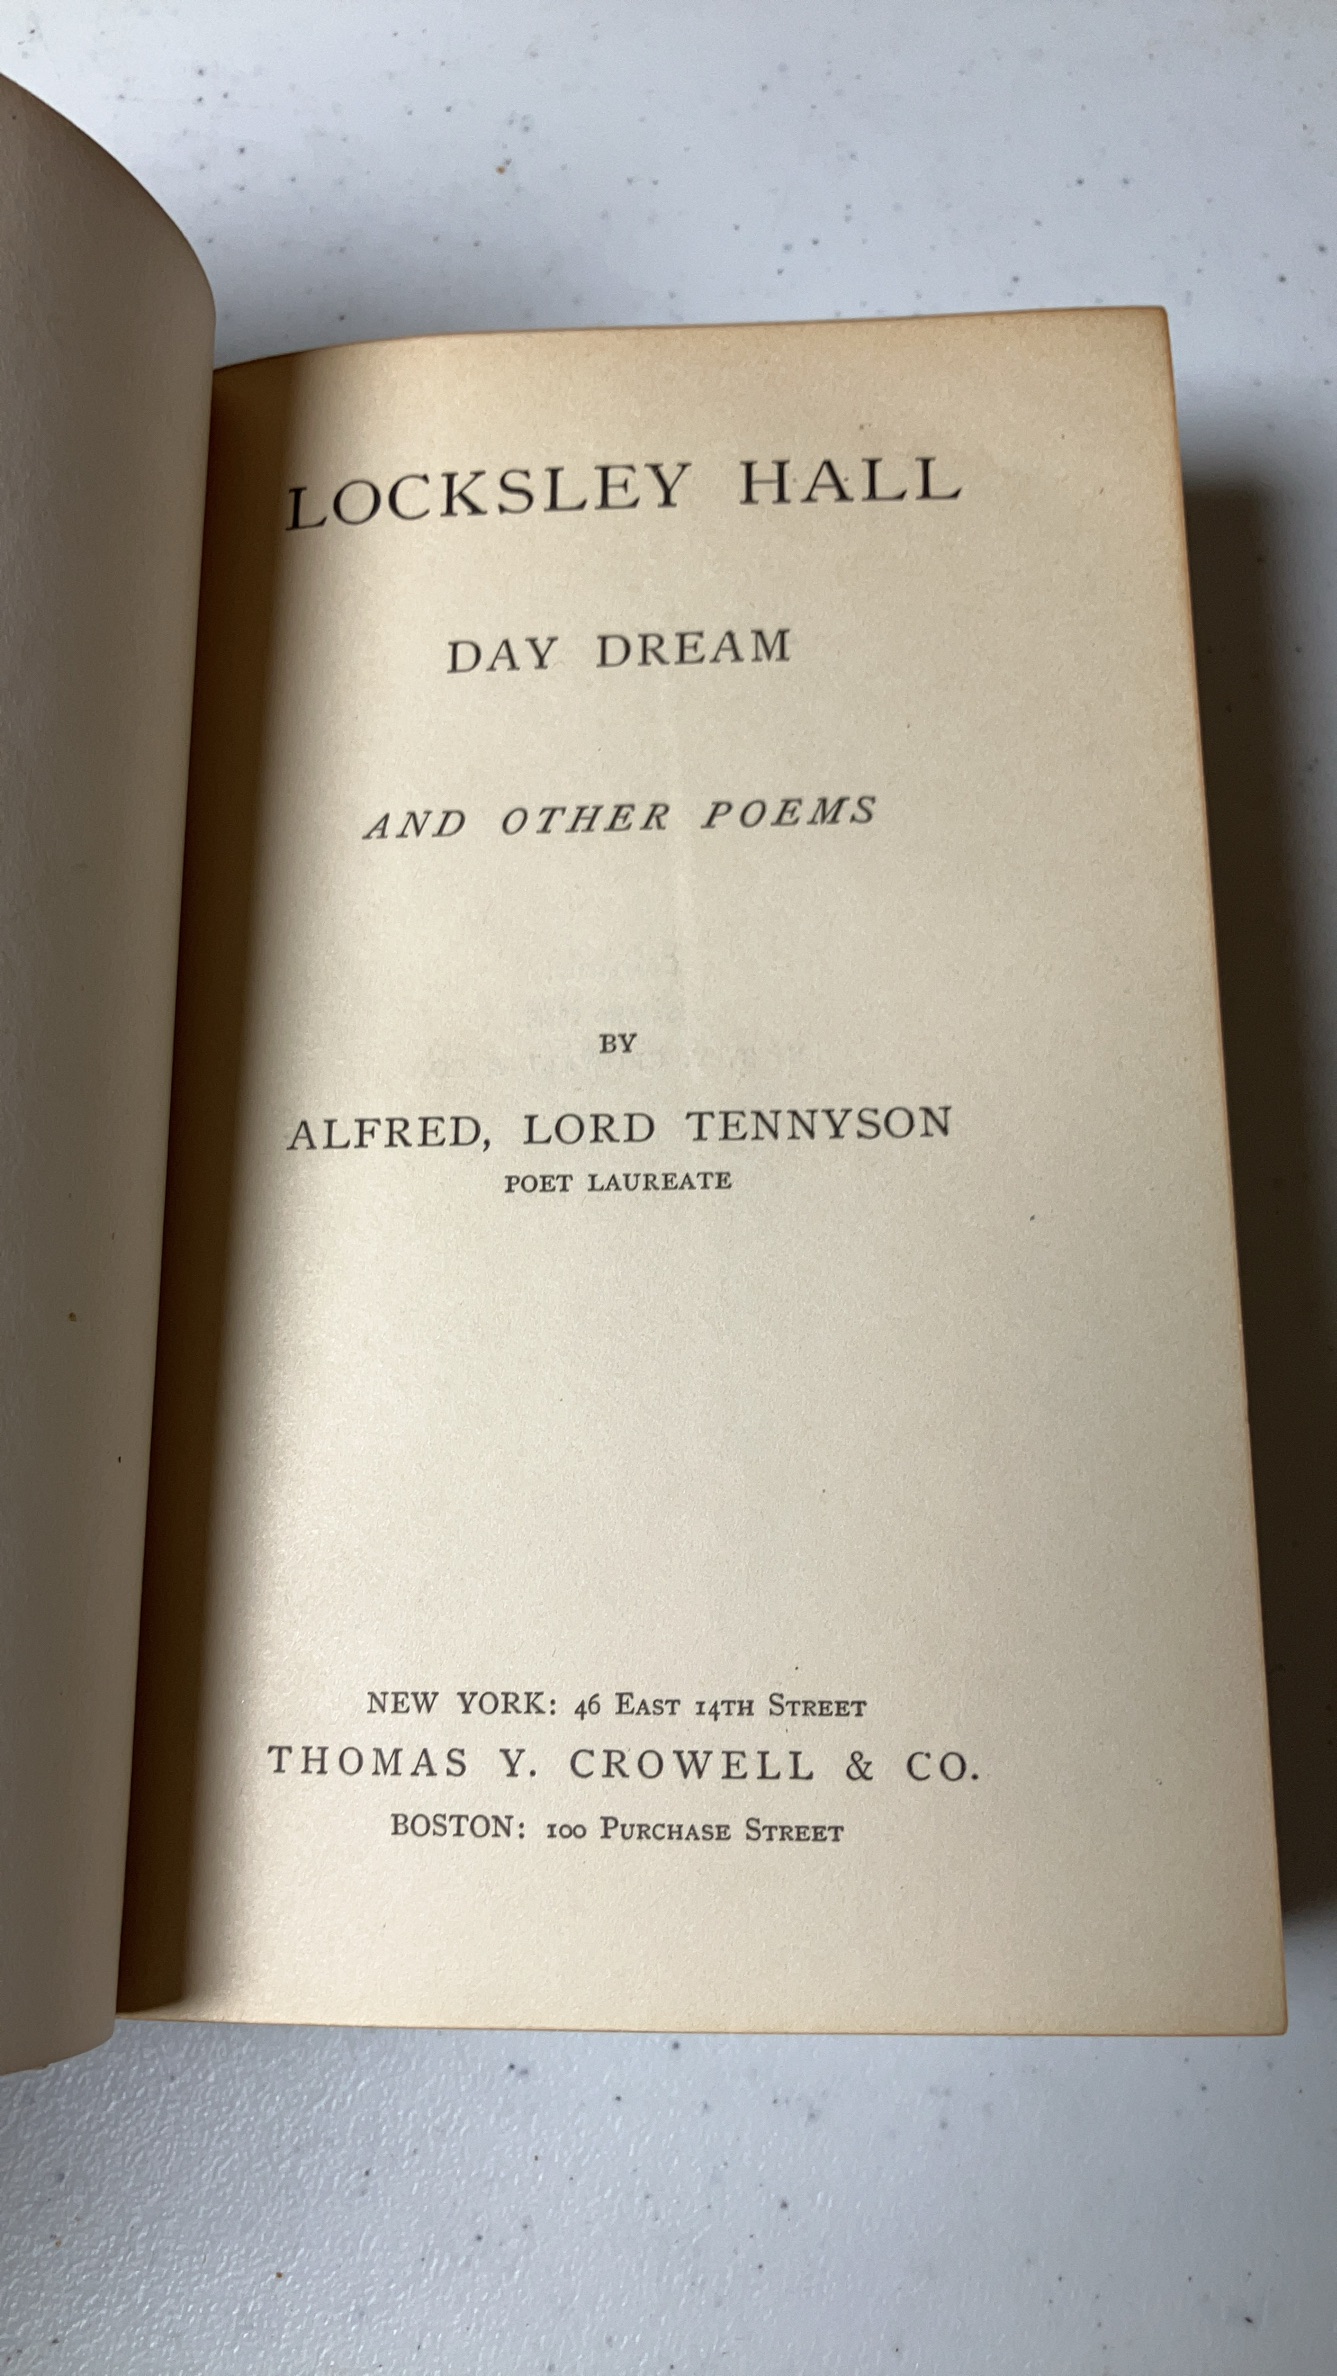 LOCKSLEY HALL
DAY DREAM
AND OTHER POEMS
BY
ALFRED, LORD TENNYSON
POET LAUREATE
NEW YORK: 46 EAST 14TH STREET
THOMAS Y. CROWELL & CO.
BOSTON: 100 PURCHASE STREET